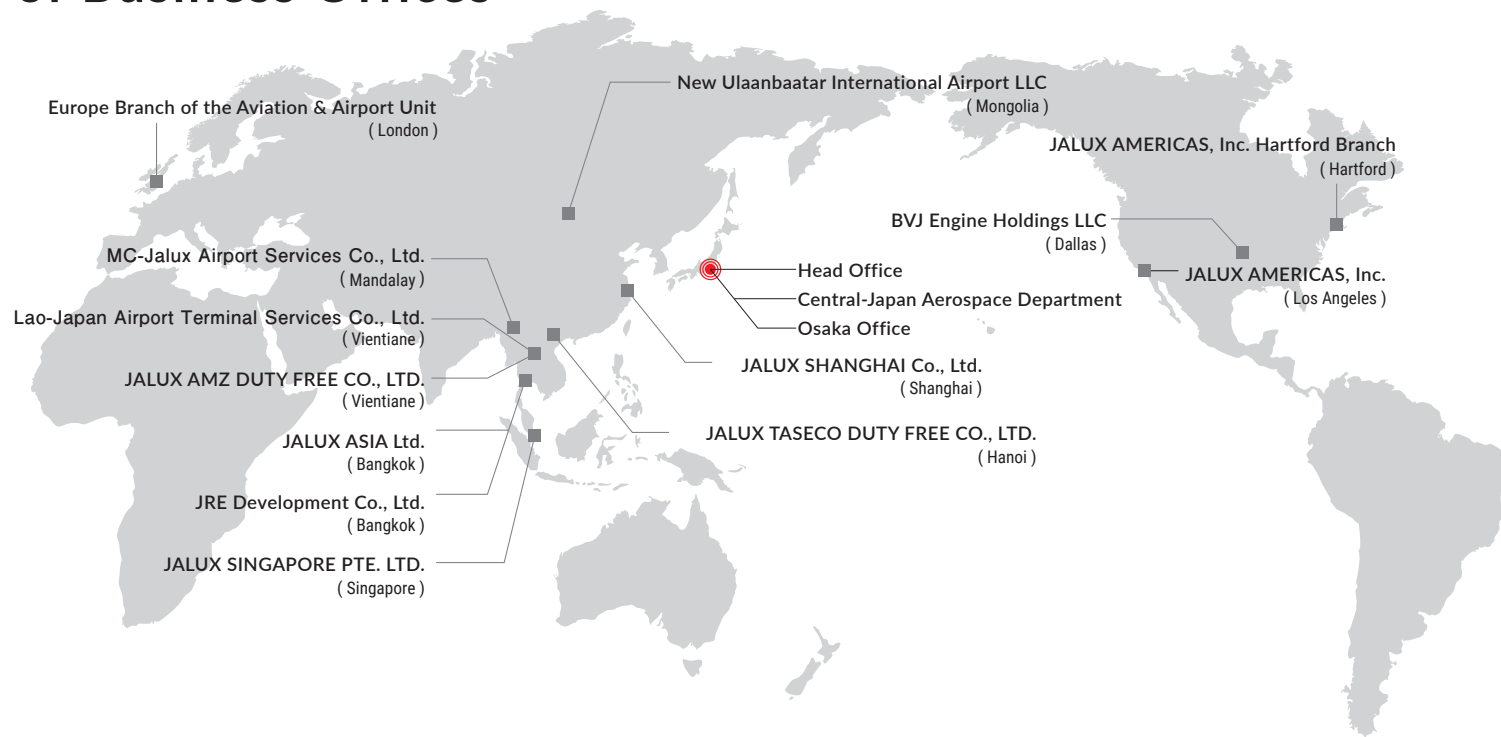 of Business Offices
New Ulaanbaatar International Airport LLC
( Mongolia )
Europe Branch of the Aviation & Airport Unit
( London )
JALUX AMERICAS, Inc. Hartford Branch
( Hartford )
BVJ Engine Holdings LLC
( Dallas )
MC-Jalux Airport Services Co., Ltd.
( Mandalay )
Head Office
JALUX AMERICAS, Inc.
( Los Angeles )
Central-Japan Aerospace Department
Lao-Japan Airport Terminal Services Co., Ltd.
( Vientiane )
Osaka Office
JALUX SHANGHAI Co., Ltd.
( Shanghai )
JALUX AMZ DUTY FREE CO., LTD.
( Vientiane )
JALUX TASECO DUTY FREE CO., LTD.
( Hanoi )
JALUX ASIA Ltd.
( Bangkok )
JRE Development Co., Ltd.
( Bangkok )
JALUX SINGAPORE PTE. LTD.
( Singapore )